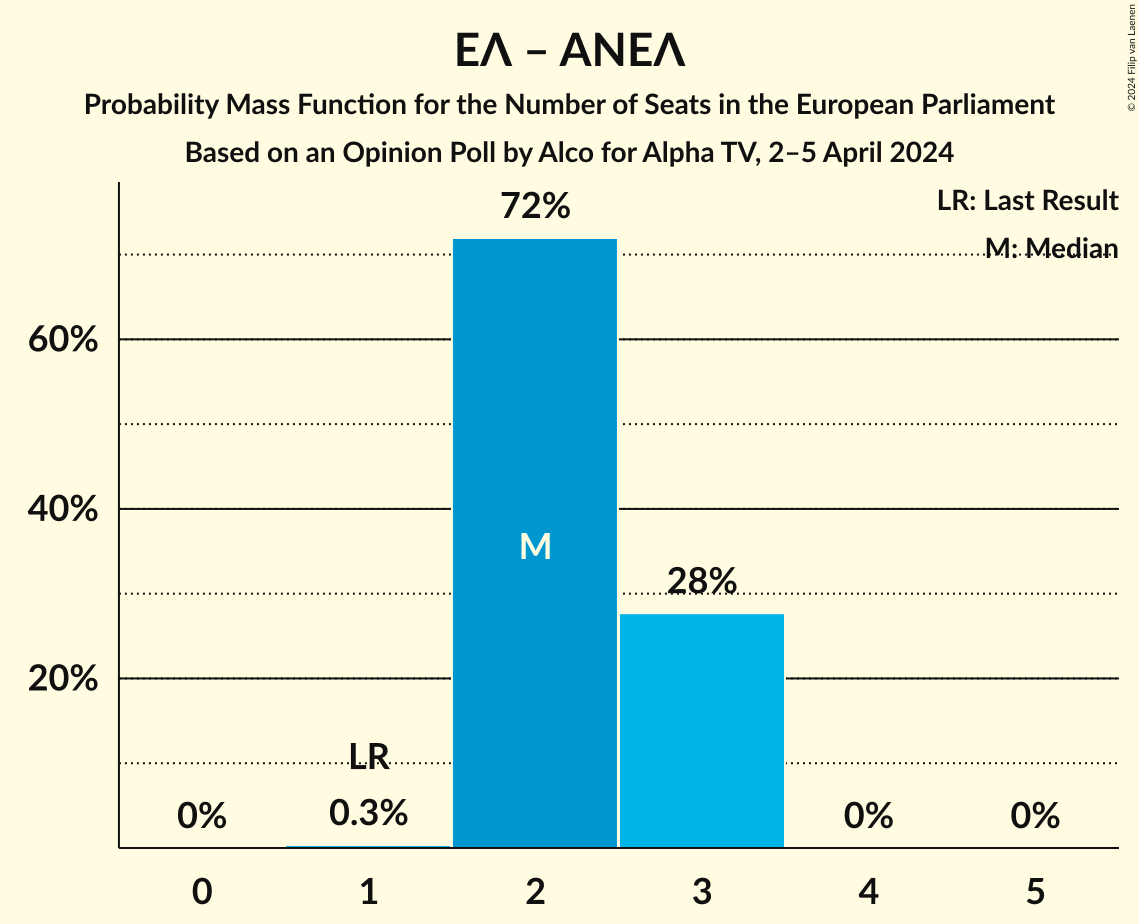 ΕΛ – ΑΝΕΛ
Probability Mass Function for the Number of Seats in the European Parliament
Based on an Opinion Poll by Alco for Alpha TV, 2–5 April 2024
© 2024 Filip van Laenen
LR: Last Result
M: Median
72%
60%
40%
M
28%
20%
LR
0%
0.3%
0%
0%
0
1
2
3
4
5